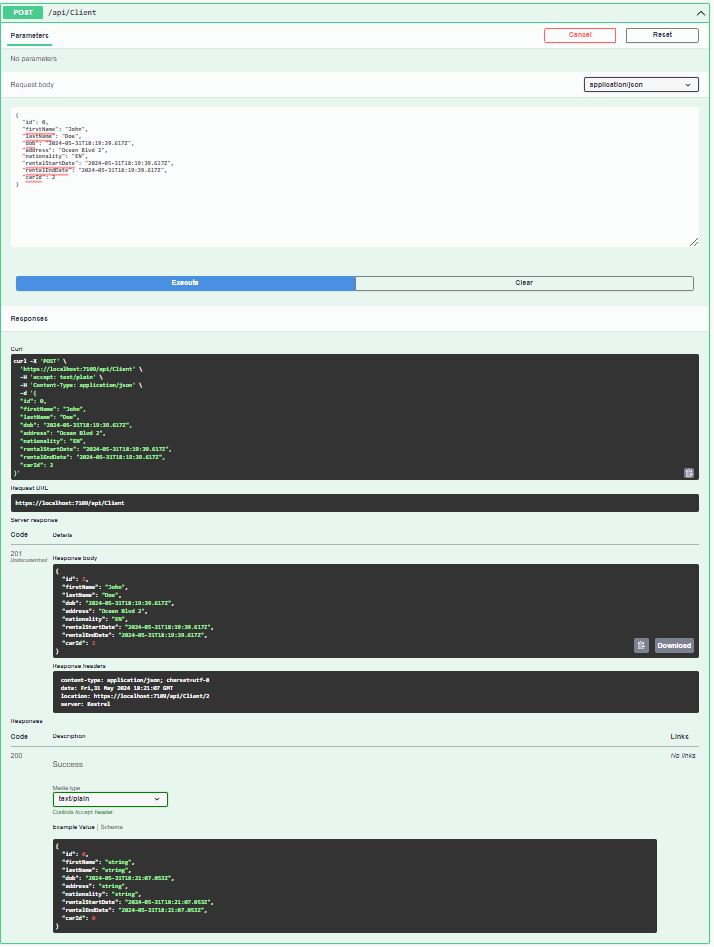 POST /api/Client
Parameters Cancel Reset
No parameters
Request body application/json
{
"id": 0,
"firstName": "John",
"lastName": "Doe",
"dob": "2024-05-31T18:19:39.617Z",
"address": "Ocean Blvd 2",
"nationality": "EN",
"rentalStartDate": "2024-05-31T18:19:39.617Z",
"rentalEndDate": "2024-05-31T18:19:39.617Z",
"carId": 2
}
Execute Clear
Responses
Curl
curl -X 'POST' \
'https://localhost:7109/api/Client' \
-H 'accept: text/plain' \
-H 'Content-Type: application/json' \
-d '{
"id": 0,
"firstName": "John",
"lastName": "Doe",
"dob": "2024-05-31T18:19:39.617Z",
"address": "Ocean Blvd 2",
"nationality": "EN",
"rentalStartDate": "2024-05-31T18:19:39.617Z",
"rentalEndDate": "2024-05-31T18:19:39.617Z",
"carId": 2
}'
Request URL
https://localhost:7109/api/Client
Server response
Code Details
201
Undocumented
Response body
{
"id": 2,
"firstName": "John",
"lastName": "Doe",
"dob": "2024-05-31T18:19:39.617Z",
"address": "Ocean Blvd 2",
"nationality": "EN",
"rentalStartDate": "2024-05-31T18:19:39.617Z",
"rentalEndDate": "2024-05-31T18:19:39.617Z",
"carId": 2
}
Download
Response headers
content-type: application/json; charset=utf-8
date: Fri,31 May 2024 18:21:07 GMT
location: https://localhost:7109/api/Client/2
server: Kestrel
Responses
Code Description Links
200 Success No links
Media type
text/plain
Controls Accept header.
Example Value | Schema
{
"id": 0,
"firstName": "string",
"lastName": "string",
"dob": "2024-05-31T18:21:07.053Z",
"address": "string",
"nationality": "string",
"rentalStartDate": "2024-05-31T18:21:07.053Z",
"rentalEndDate": "2024-05-31T18:21:07.053Z",
"carId": 0
}